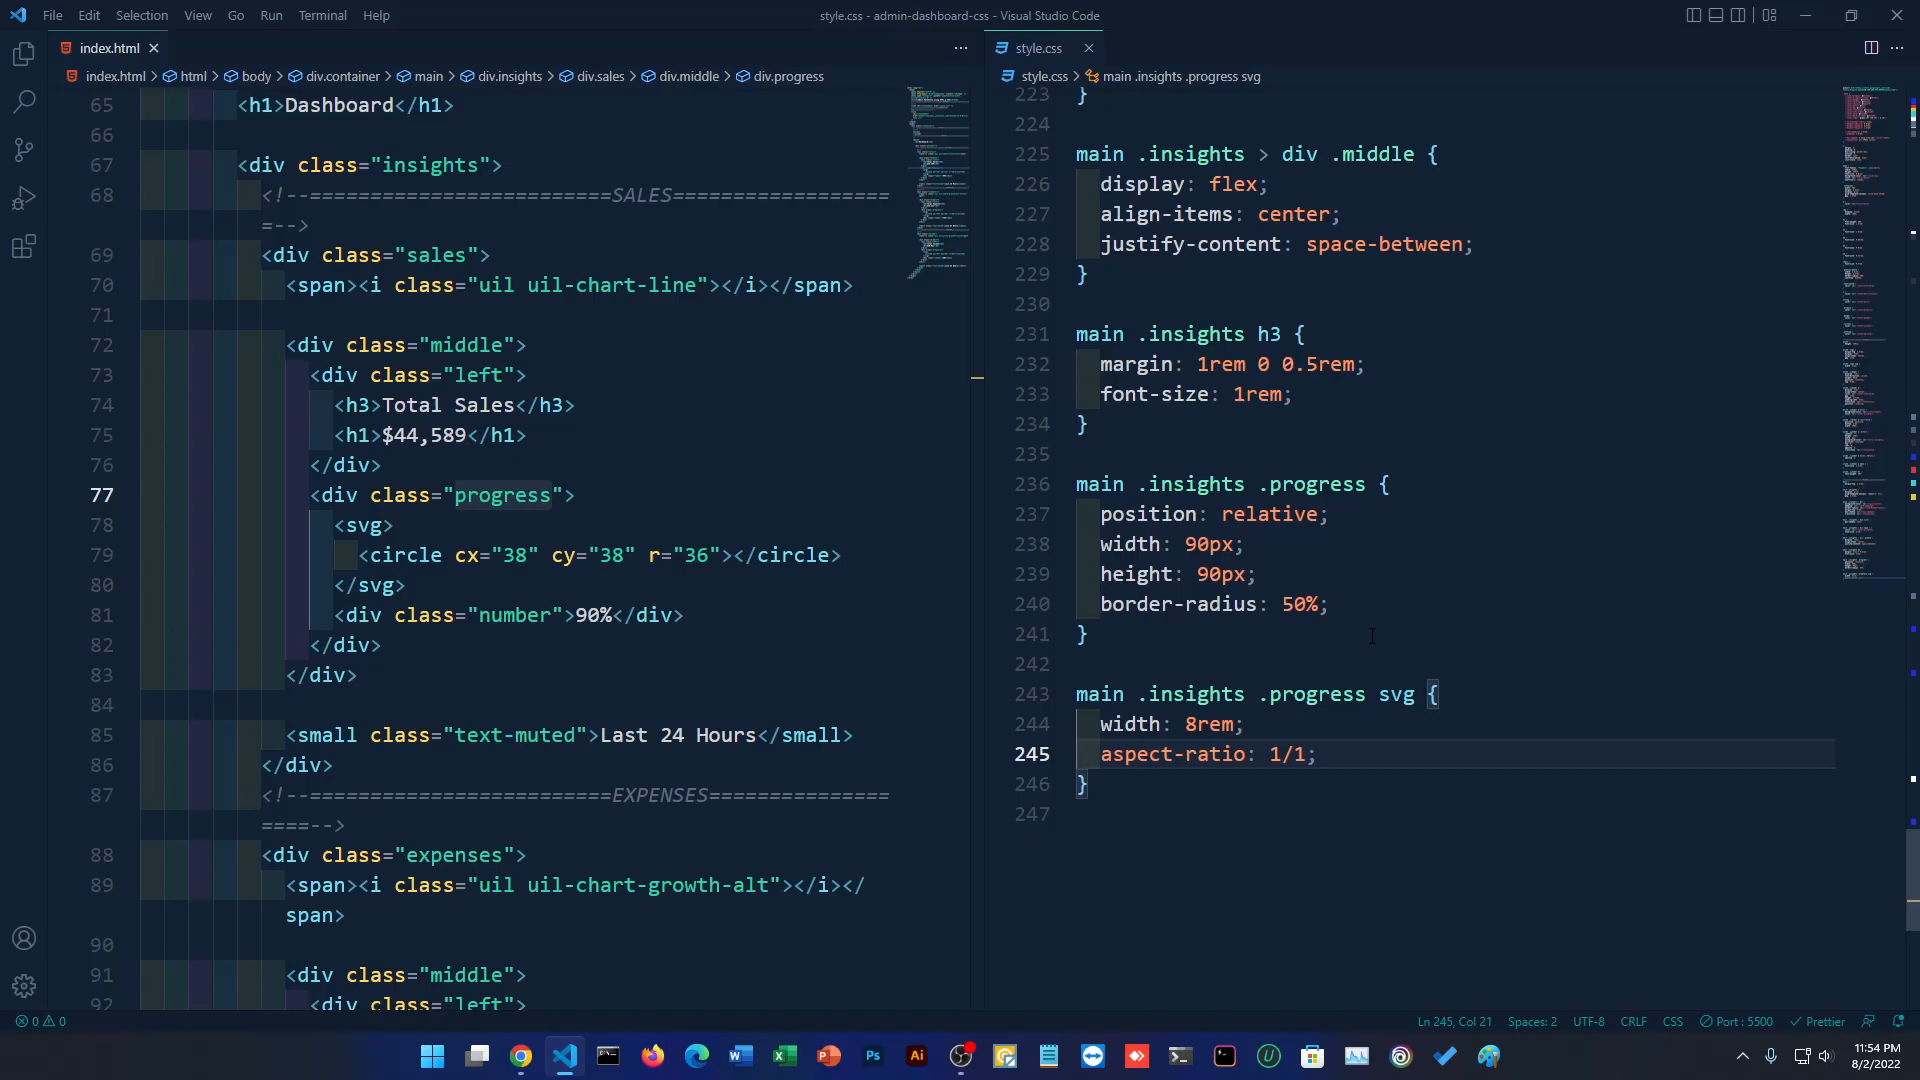 File Edit Selection View Go Run Terminal Help
style.css - admin-dashboard-css - Visual Studio Code
index.html
index.html > html > body > div.container > main > div.insights > div.sales > div.middle > div.progress
65 <h1>Dashboard</h1>
66
67 <div class="insights">
68 <!--=========================SALES==================
=-->
69 <div class="sales">
70 <span><i class="uil uil-chart-line"></i></span>
71
72 <div class="middle">
73 <div class="left">
74 <h3>Total Sales</h3>
75 <h1>$44,589</h1>
76 </div>
77 <div class="progress">
78 <svg>
79 <circle cx="38" cy="38" r="36"></circle>
80 </svg>
81 <div class="number">90%</div>
82 </div>
83 </div>
84
85 <small class="text-muted">Last 24 Hours</small>
86 </div>
87 <!--=========================EXPENSES===============
====-->
88 <div class="expenses">
89 <span><i class="uil uil-chart-growth-alt"></i></
span>
90
91 <div class="middle">
92 <div class="left">
style.css
style.css > main .insights .progress svg
223 }
224
225 main .insights > div .middle {
226 display: flex;
227 align-items: center;
228 justify-content: space-between;
229 }
230
231 main .insights h3 {
232 margin: 1rem 0 0.5rem;
233 font-size: 1rem;
234 }
235
236 main .insights .progress {
237 position: relative;
238 width: 90px;
239 height: 90px;
240 border-radius: 50%;
241 }
242
243 main .insights .progress svg {
244 width: 8rem;
245 aspect-ratio: 1/1;
246 }
247
0 0
Ln 245, Col 21 Spaces: 2 UTF-8 CRLF CSS Port : 5500 Prettier
Ps Ai
11:54 PM
8/2/2022